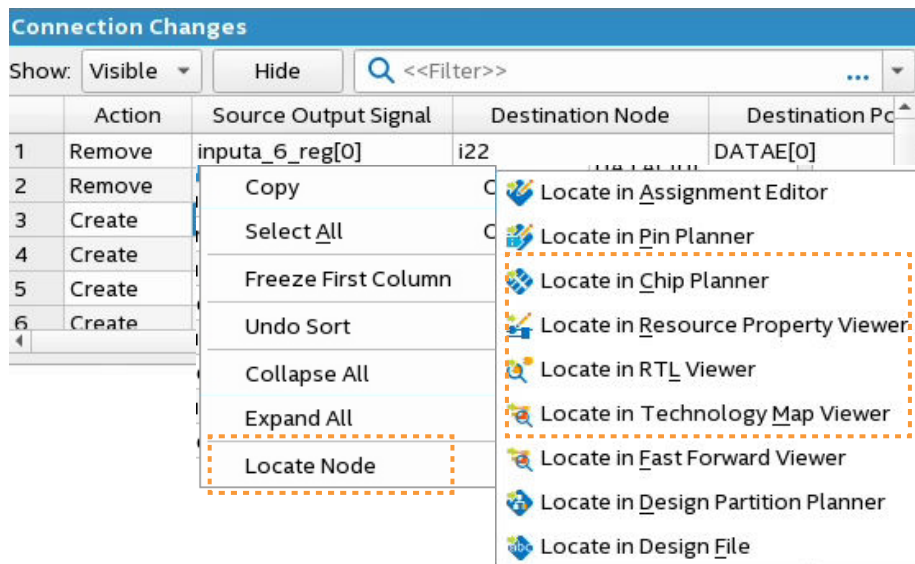 Connection Changes
Show: Visible Hide <<Filter>> ...
Action Source Output Signal Destination Node Destination
1 Remove inputa_6_reg[0] i22 DATAE[0]
2 Remove
3 Create
4 Create
5 Create
6 Create
Copy
Select All
Freeze First Column
Undo Sort
Collapse All
Expand All
Locate Node
Locate in Assignment Editor
Locate in Pin Planner
Locate in Chip Planner
Locate in Resource Property Viewer
Locate in RTL Viewer
Locate in Technology Map Viewer
Locate in Fast Forward Viewer
Locate in Design Partition Planner
abc Locate in Design File